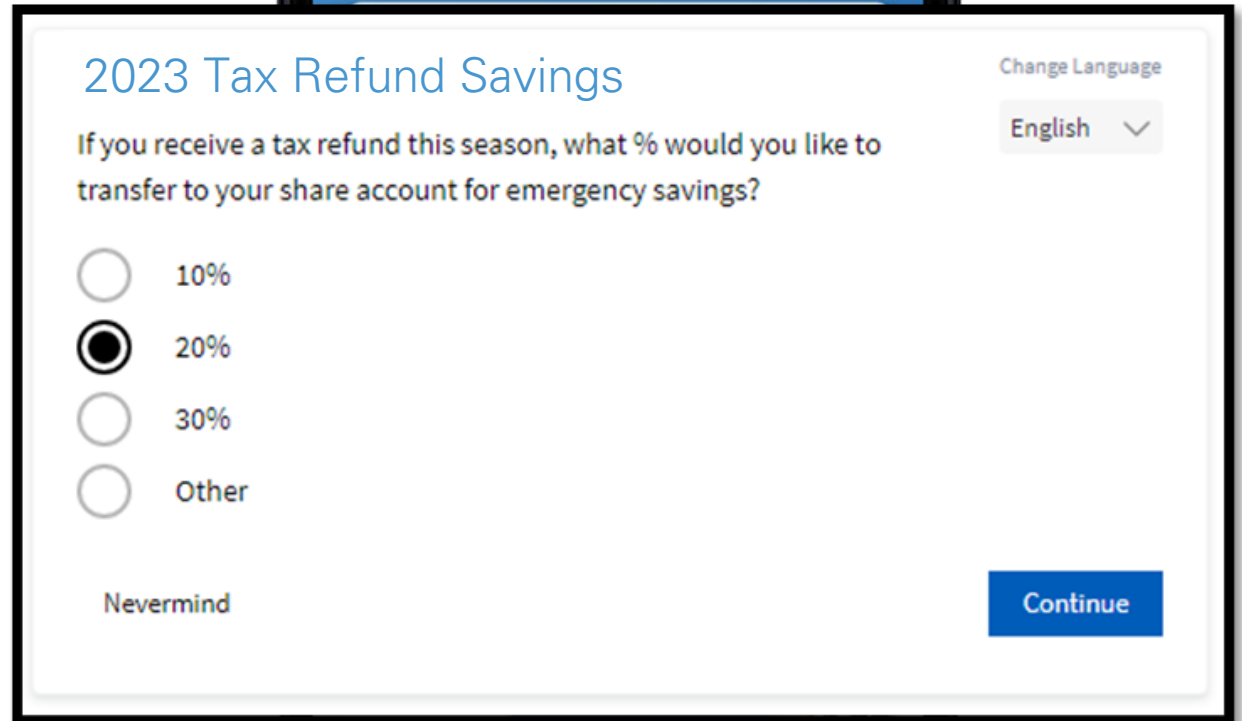 2023 Tax Refund Savings
Change Language
English
If you receive a tax refund this season, what % would you like to
transfer to your share account for emergency savings?
10%
20%
30%
Other
Nevermind
Continue